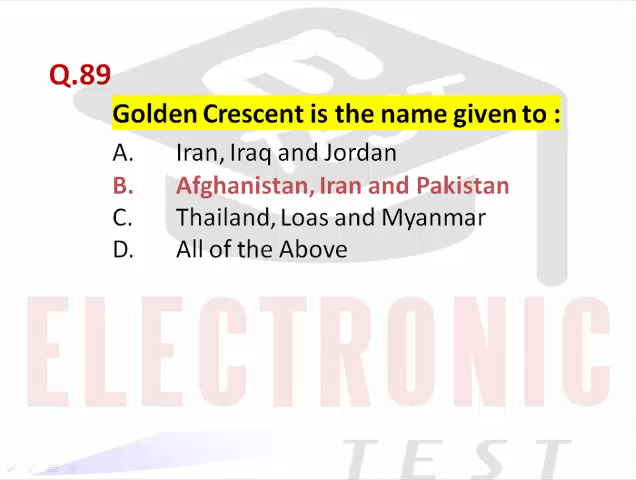 Q.89
Golden Crescent is the name given to :
A. Iran, Iraq and Jordan
B. Afghanistan, Iran and Pakistan
C. Thailand, Loas and Myanmar
D. All of the Above
E TEST
ELECTRONIC
TEST